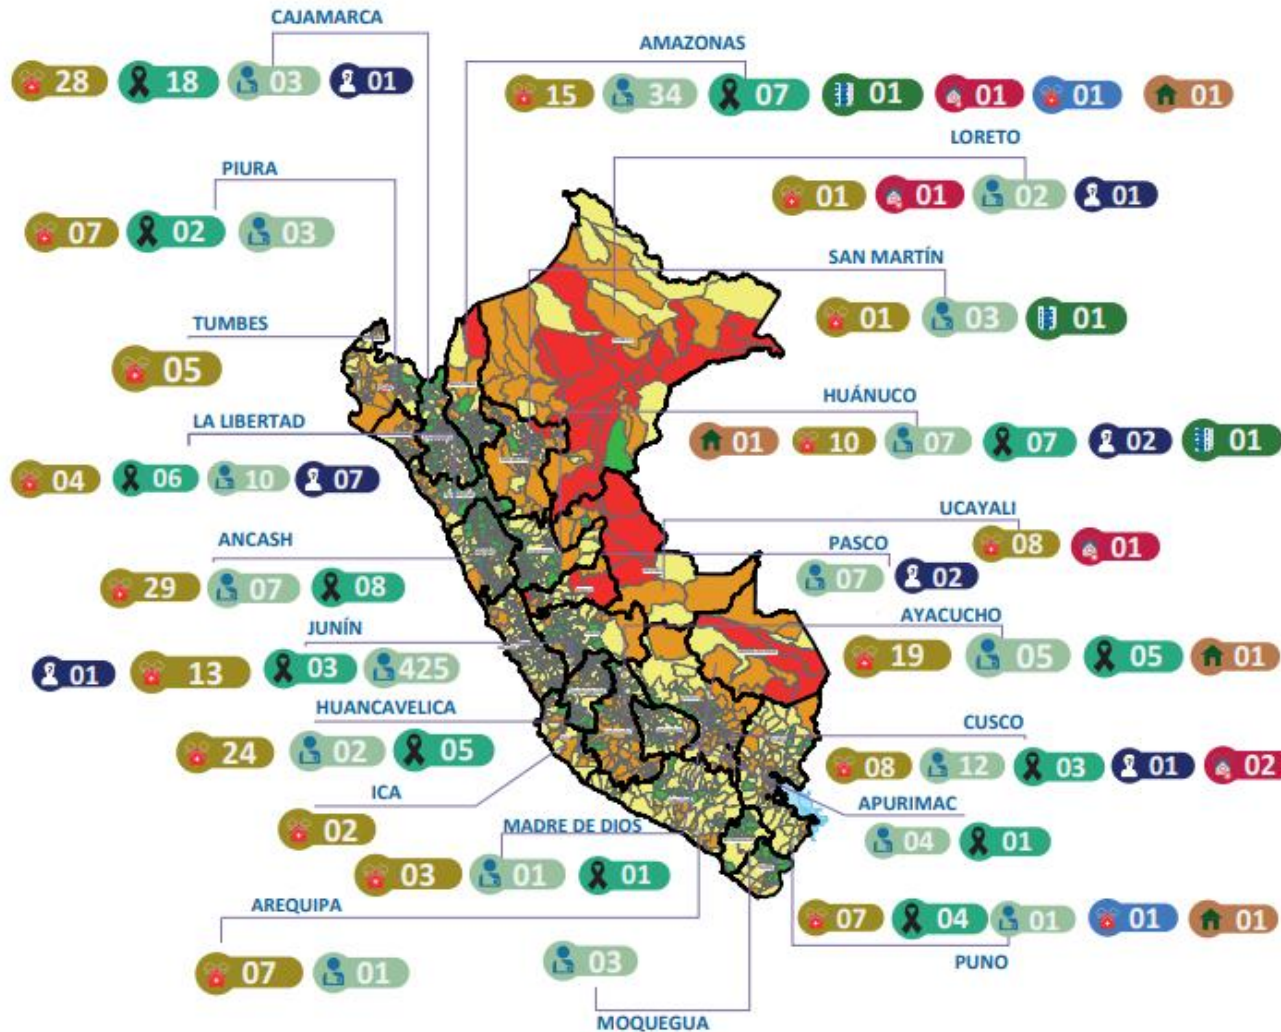 CAJAMARCA
28 18 03 01
AMAZONAS
15 34 07 01 01 01 01
LORETO
01 01 02 01
PIURA
07 02 03
SAN MARTÍN
01 03 01
TUMBES
05
HUÁNUCO
01 10 07 07 02 01
LA LIBERTAD
04 06 10 07
UCAYALI
08 01
ANCASH
29 07 08
PASCO
07 02
AYACUCHO
19 05 05 01
JUNÍN
01 13 03 425
HUANCAVELICA
24 02 05
CUSCO
08 12 03 01 02
ICA
02
APURIMAC
04 01
MADRE DE DIOS
03 01 01
AREQUIPA
07 01
PUNO
07 04 01 01 01
03
MOQUEGUA